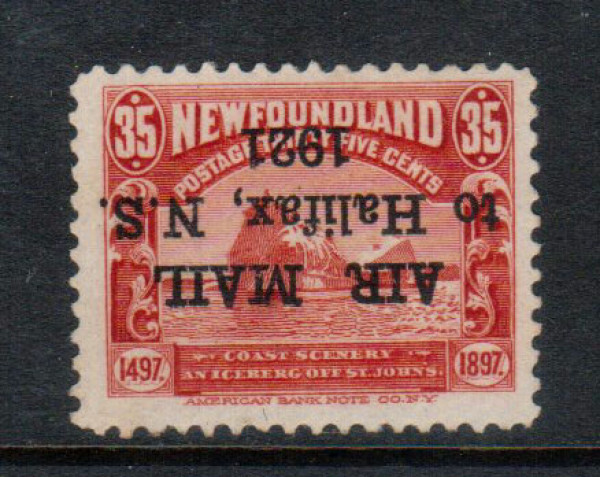 35 NEWFOUNDLAND 35
POSTAGE FIVE CENTS
AIR MAIL
to Halifax, N.S.
1921
COAST SCENERY
AN ICEBERG OFF ST. JOHNS.
1497. 1897.
AMERICAN BANK NOTE CO. N.Y.